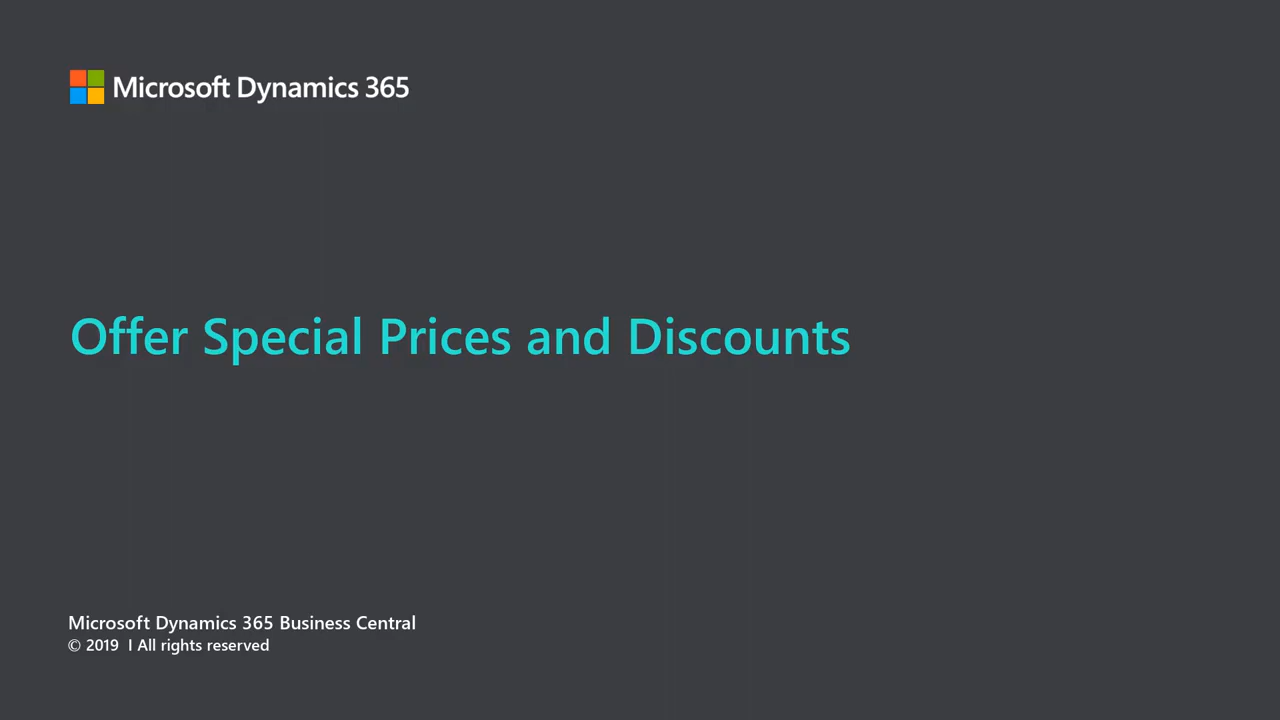 Microsoft Dynamics 365
Offer Special Prices and Discounts
Microsoft Dynamics 365 Business Central
© 2019 I All rights reserved